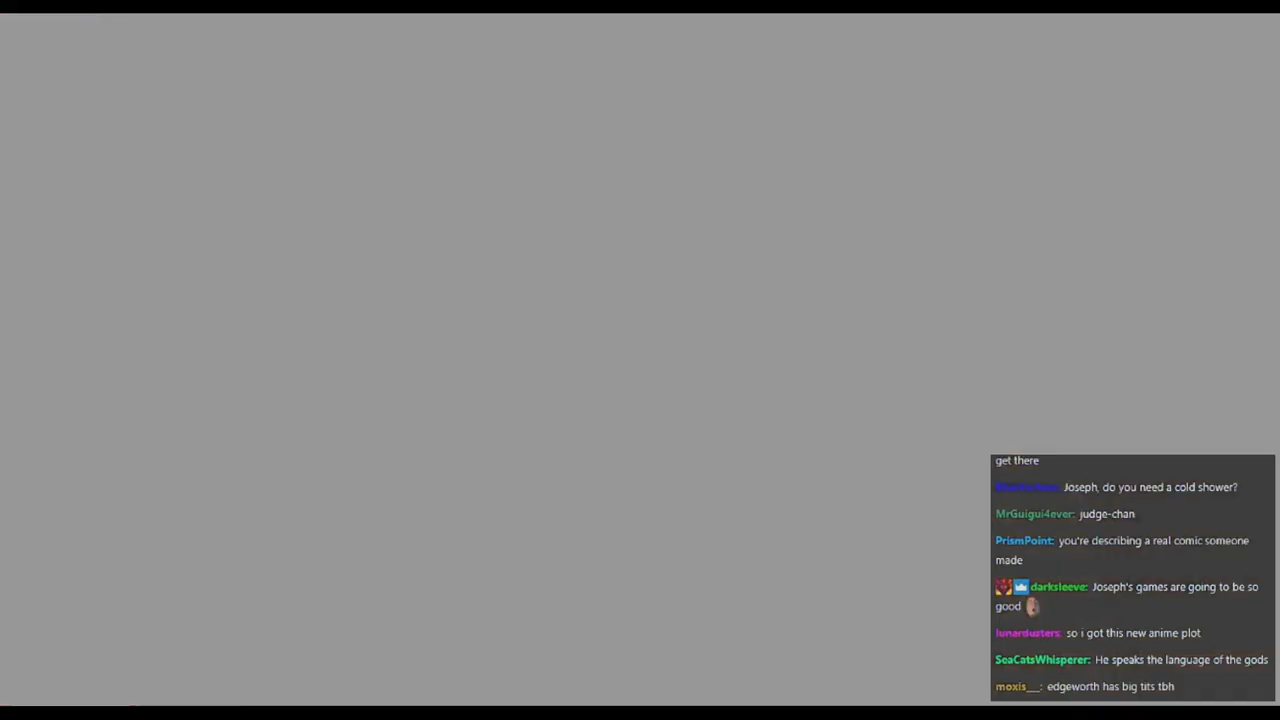 get there
Joseph, do you need a cold shower?
MrGuigui4ever: judge-chan
PrismPoint: you're describing a real comic someone
made
darksleeve: Joseph's games are going to be so
good
lunardusters: so i got this new anime plot
SeaCatsWhisperer: He speaks the language of the gods
moxis__: edgeworth has big tits tbh